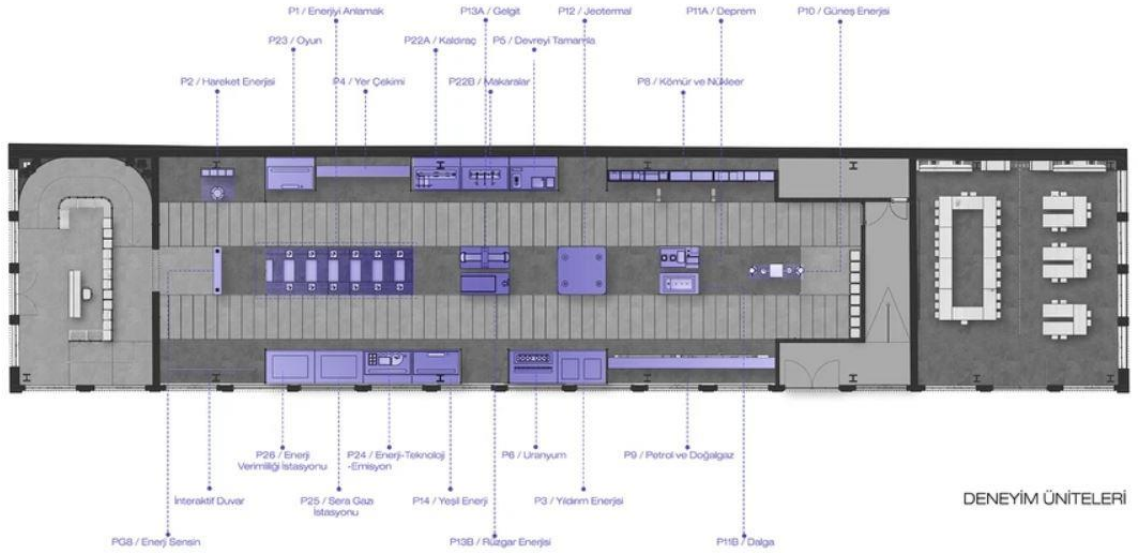 P1 / Enerjiyi Anlamak
P13A / Gelgit
P12 / Jeotermal
P11A / Deprem
P10 / Güneş Enerjisi
P23 / Oyun
P22A / Kaldıraç
P5 / Devreyi Tamamla
P2 / Hareket Enerjisi
P4 / Yer Çekimi
P22B / Makaralar
P8 / Kömür ve Nükleer
P26 / Enerji
Verimliliği İstasyonu
P24 / Enerji-Teknoloji
-Emisyon
P6 / Uranyum
P9 / Petrol ve Doğalgaz
İnteraktif Duvar
P25 / Sera Gazı
İstasyonu
P14 / Yeşil Enerji
P3 / Yıldırım Enerjisi
DENEYİM ÜNİTELERİ
PG8 / Enerji Sensin
P13B / Rüzgar Enerjisi
P11B / Dalga